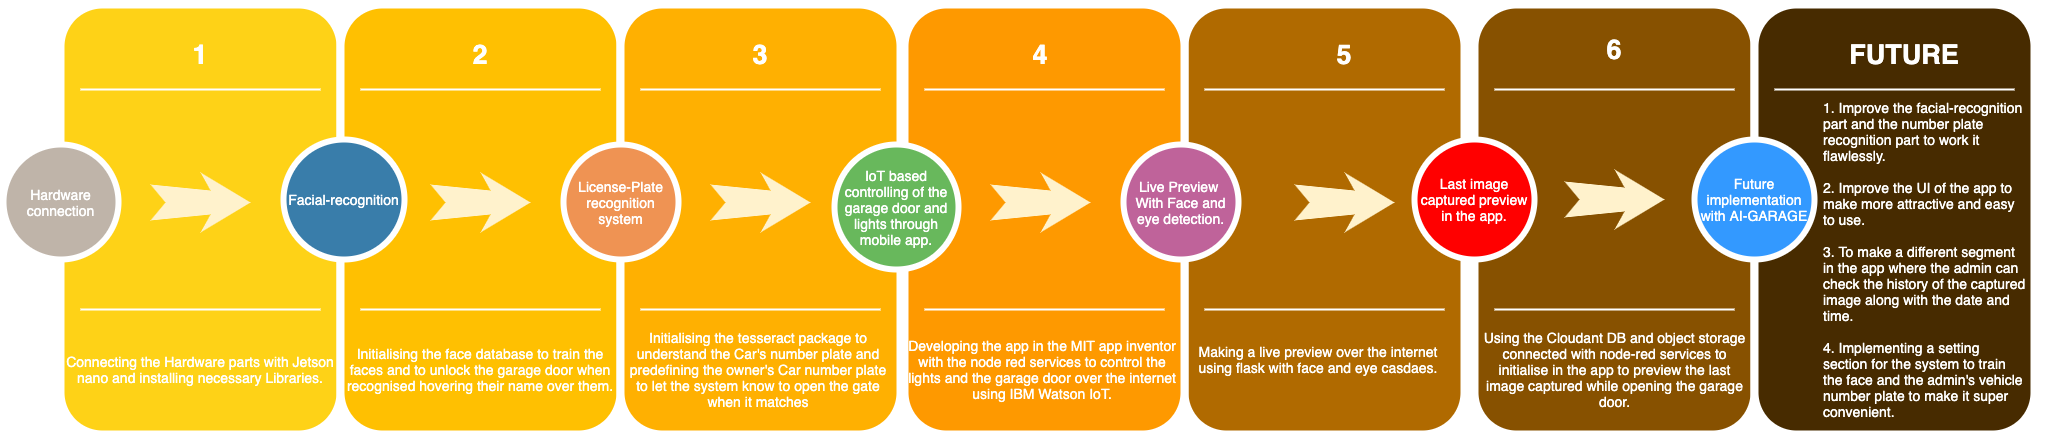 1
Hardware
connection
Connecting the Hardware parts with Jetson
nano and installing necessary Libraries.
2
Facial-recognition
Initialising the face database to train the
faces and to unlock the garage door when
recognised hovering their name over them.
3
License-Plate
recognition
system
Initialising the tesseract package to
understand the Car's number plate and
predefining the owner's Car number plate
to let the system know to open the gate
when it matches
4
IoT based
controlling of the
garage door and
lights through
mobile app.
Developing the app in the MIT app inventor
with the node red services to control the
lights and the garage door over the internet
using IBM Watson IoT.
5
Live Preview
With Face and
eye detection.
Making a live preview over the internet
using flask with face and eye casdaes.
6
Last image
captured preview
in the app.
Using the Cloudant DB and object storage
connected with node-red services to
initialise in the app to preview the last
image captured while opening the garage
door.
FUTURE
Future
implementation
with AI-GARAGE
1. Improve the facial-recognition
part and the number plate
recognition part to work it
flawlessly.
2. Improve the UI of the app to
make more attractive and easy
to use.
3. To make a different segment
in the app where the admin can
check the history of the captured
image along with the date and
time.
4. Implementing a setting
section for the system to train
the face and the admin's vehicle
number plate to make it super
convenient.